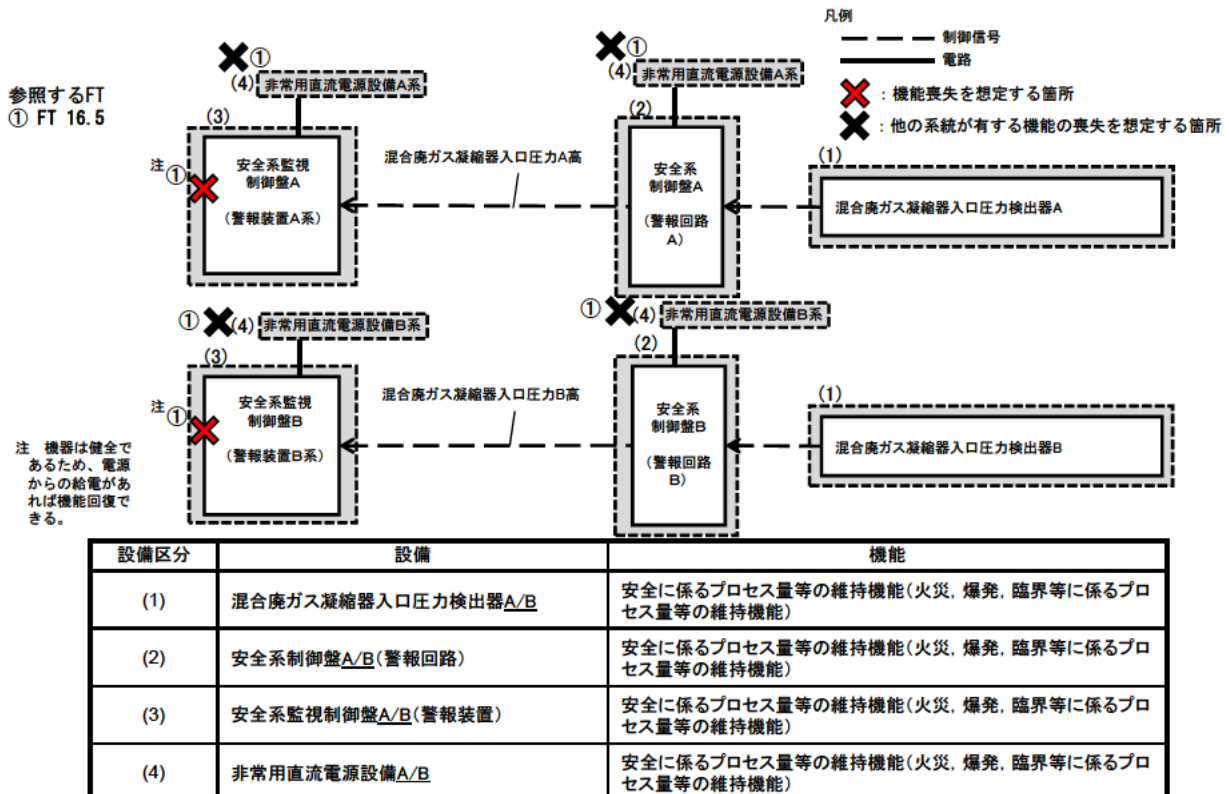 凡例
制御信号
電路
：機能喪失を想定する箇所
：他の系統が有する機能の喪失を想定する箇所
参照するFT
① FT 16.5
①
(4) 非常用直流電源設備A系
(3)
注①
安全系監視
制御盤A
(警報装置A系)
混合廃ガス凝縮器入口圧力A高
①
(4) 非常用直流電源設備A系
(2)
安全系
制御盤A
(警報回路
A)
(1)
混合廃ガス凝縮器入口圧力検出器A
①
(4) 非常用直流電源設備B系
(3)
注①
安全系監視
制御盤B
(警報装置B系)
混合廃ガス凝縮器入口圧力B高
①
(4) 非常用直流電源設備B系
(2)
安全系
制御盤B
(警報回路
B)
(1)
混合廃ガス凝縮器入口圧力検出器B
注 機器は健全で
あるため、電源
からの給電があ
れば機能回復で
きる。
設備区分 設備 機能
(1) 混合廃ガス凝縮器入口圧力検出器A/B 安全に係るプロセス量等の維持機能(火災，爆発，臨界等に係るプロ
セス量等の維持機能)
(2) 安全系制御盤A/B(警報回路) 安全に係るプロセス量等の維持機能(火災，爆発，臨界等に係るプロ
セス量等の維持機能)
(3) 安全系監視制御盤A/B(警報装置) 安全に係るプロセス量等の維持機能(火災，爆発，臨界等に係るプロ
セス量等の維持機能)
(4) 非常用直流電源設備A/B 安全に係るプロセス量等の維持機能(火災，爆発，臨界等に係るプロ
セス量等の維持機能)